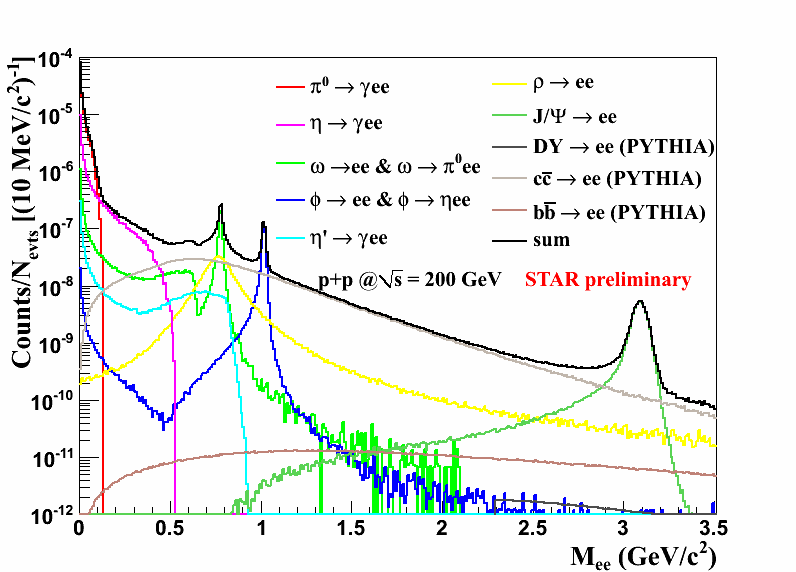 Counts/N_evts [(10 MeV/c²)⁻¹]
10⁻⁴
10⁻⁵
10⁻⁶
10⁻⁷
10⁻⁸
10⁻⁹
10⁻¹⁰
10⁻¹¹
10⁻¹²
π⁰ → γee
η → γee
ω →ee & ω → π⁰ee
ϕ → ee & ϕ → ηee
η' → γee
ρ → ee
J/Ψ → ee
DY → ee (PYTHIA)
cc̅ → ee (PYTHIA)
bb̅ → ee (PYTHIA)
sum
p+p @√s = 200 GeV STAR preliminary
0 0.5 1 1.5 2 2.5 3 3.5
M_ee (GeV/c²)